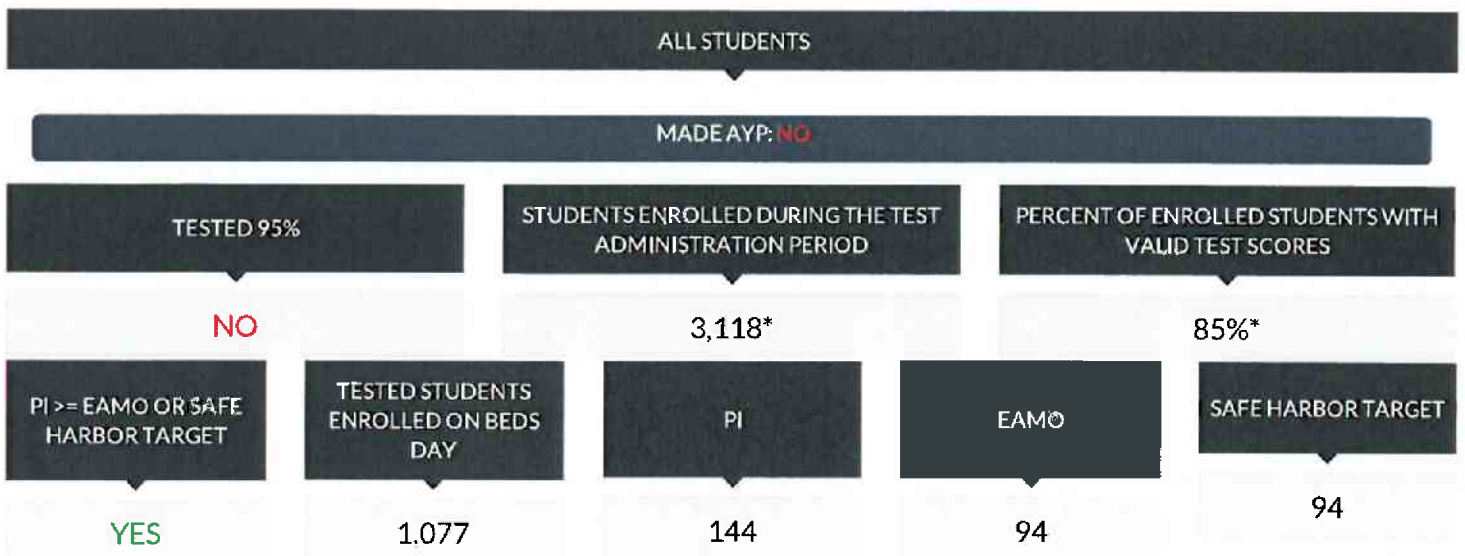 ALL STUDENTS
MADE AYP: NO
TESTED 95%
STUDENTS ENROLLED DURING THE TEST
ADMINISTRATION PERIOD
PERCENT OF ENROLLED STUDENTS WITH
VALID TEST SCORES
NO
3,118*
85%*
PI >= EAMO OR SAFE
HARBOR TARGET
TESTED STUDENTS
ENROLLED ON BEDS
DAY
PI
EAMO
SAFE HARBOR TARGET
YES
1,077
144
94
94